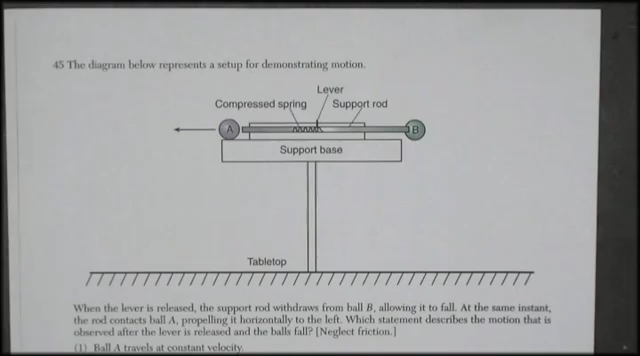 45 The diagram below represents a setup for demonstrating motion.
Lever
Compressed spring Support rod
A B
Support base
Tabletop
When the lever is released, the support rod withdraws from ball B, allowing it to fall. At the same instant,
the rod contacts ball A, propelling it horizontally to the left. Which statement describes the motion that is
observed after the lever is released and the balls fall? [Neglect friction.]
(1) Ball A travels at constant velocity.